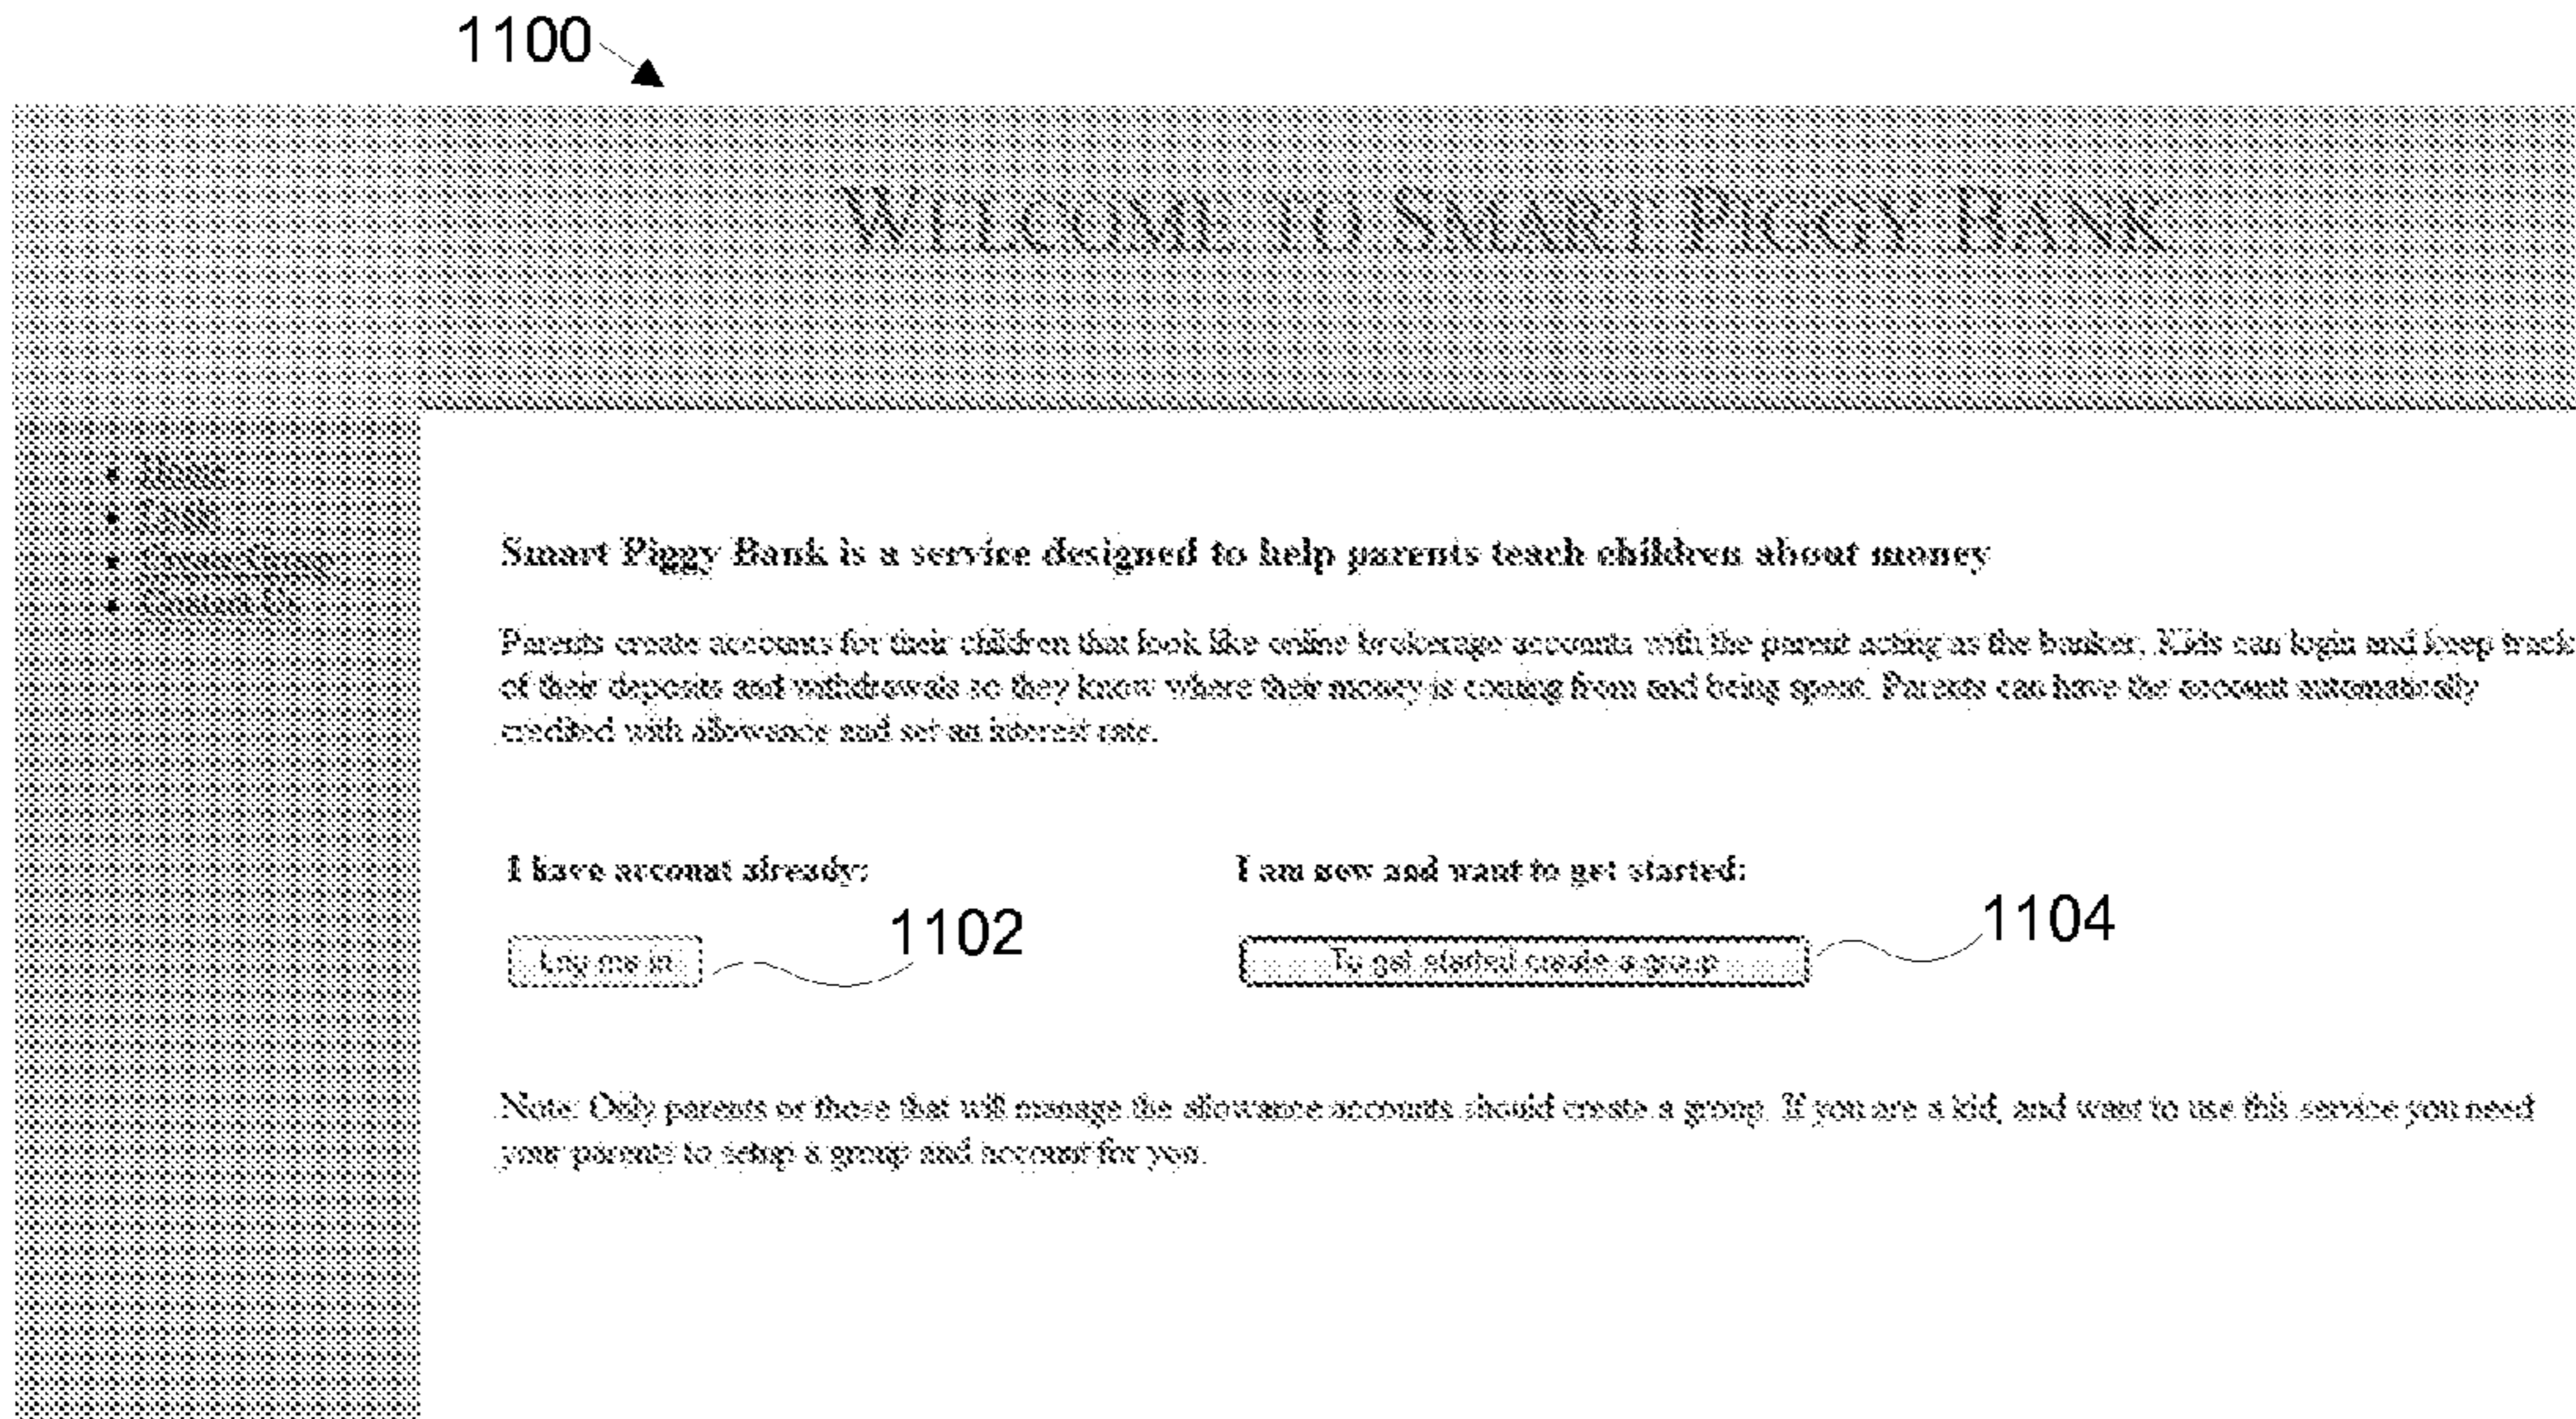 1100
WELCOME TO SMART PIGGY BANK
Home
Login
Create Group
Contact Us
Smart Piggy Bank is a service designed to help parents teach children about money
Parents create accounts for their children that look like online brokerage accounts with the parent acting as the banker. Kids can login and keep track
of their deposits and withdrawals so they know where their money is coming from and being spent. Parents can have the account automatically
credited with allowance and set an interest rate.
I have account already: I am new and want to get started:
Log me in 1102 To get started create a group 1104
Note: Only parents or those that will manage the allowance accounts should create a group. If you are a kid, and want to use this service you need
your parents to setup a group and account for you.